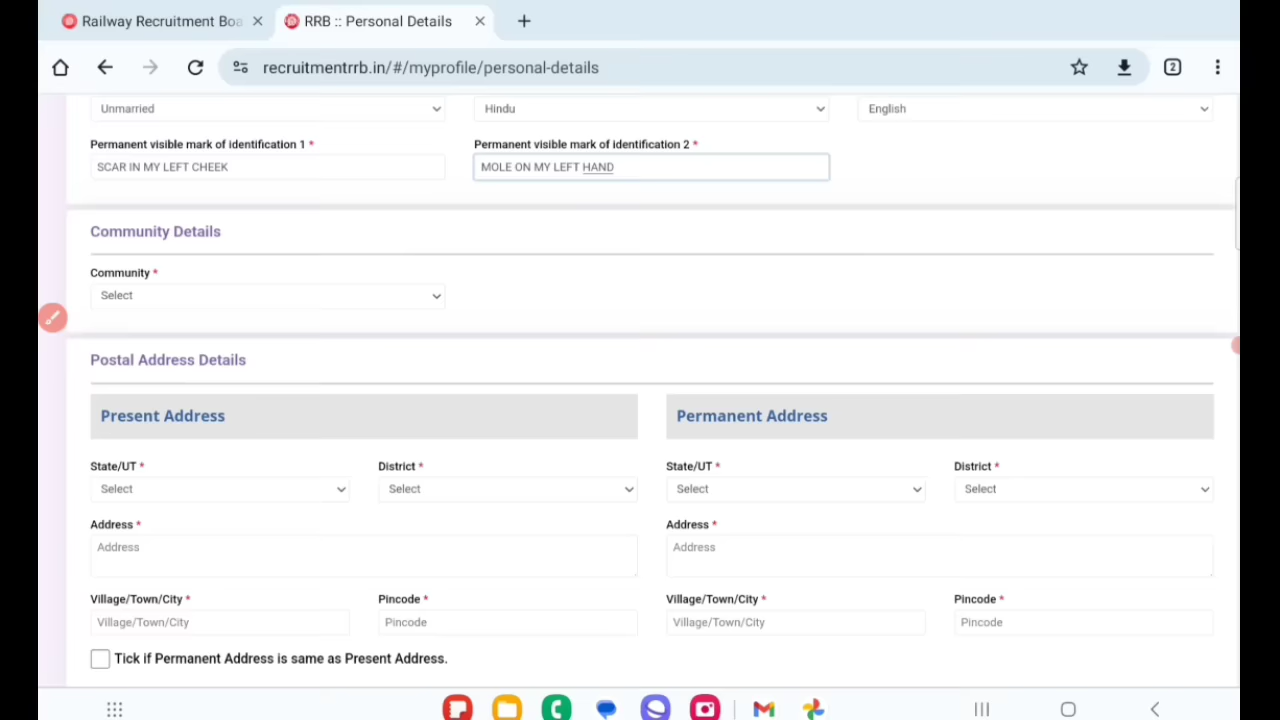 Railway Recruitment Boa
RRB :: Personal Details
recruitmentrrb.in/#/myprofile/personal-details
2
Unmarried
Hindu
English
Permanent visible mark of identification 1 *
Permanent visible mark of identification 2 *
SCAR IN MY LEFT CHEEK
MOLE ON MY LEFT HAND
Community Details
Community *
Select
Postal Address Details
Present Address
Permanent Address
State/UT *
District *
State/UT *
District *
Select
Select
Select
Select
Address *
Address *
Address
Address
Village/Town/City *
Pincode *
Village/Town/City *
Pincode *
Village/Town/City
Pincode
Village/Town/City
Pincode
Tick if Permanent Address is same as Present Address.